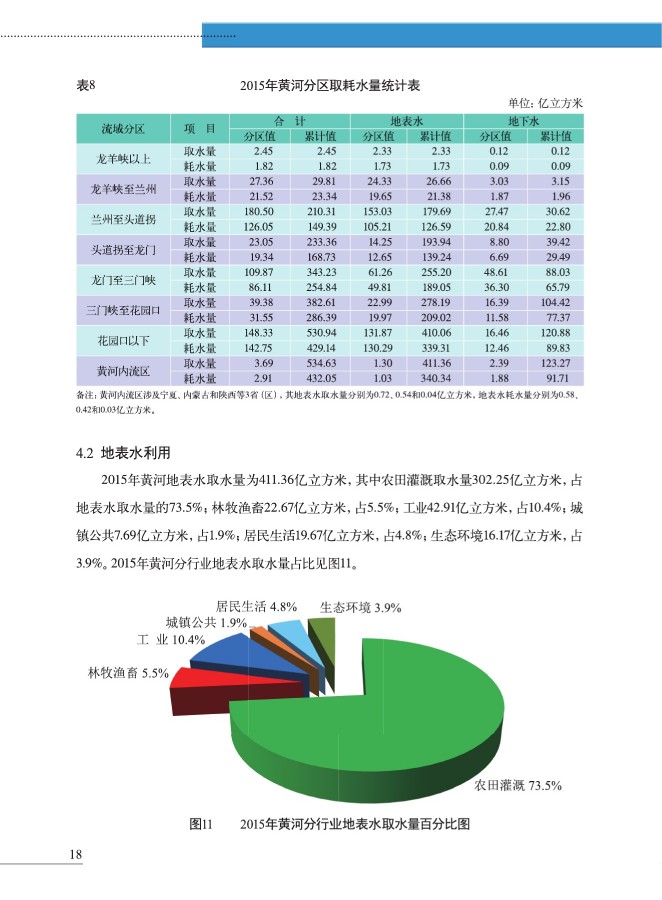 表8 2015年黄河分区取耗水量统计表
单位：亿立方米
流域分区 项 目 合 计 地表水 地下水
分区值 累计值 分区值 累计值 分区值 累计值
龙羊峡以上 取水量 2.45 2.45 2.33 2.33 0.12 0.12
耗水量 1.82 1.82 1.73 1.73 0.09 0.09
龙羊峡至兰州 取水量 27.36 29.81 24.33 26.66 3.03 3.15
耗水量 21.52 23.34 19.65 21.38 1.87 1.96
兰州至头道拐 取水量 180.50 210.31 153.03 179.69 27.47 30.62
耗水量 126.05 149.39 105.21 126.59 20.84 22.80
头道拐至龙门 取水量 23.05 233.36 14.25 193.94 8.80 39.42
耗水量 19.34 168.73 12.65 139.24 6.69 29.49
龙门至三门峡 取水量 109.87 343.23 61.26 255.20 48.61 88.03
耗水量 86.11 254.84 49.81 189.05 36.30 65.79
三门峡至花园口 取水量 39.38 382.61 22.99 278.19 16.39 104.42
耗水量 31.55 286.39 19.97 209.02 11.58 77.37
花园口以下 取水量 148.33 530.94 131.87 410.06 16.46 120.88
耗水量 142.75 429.14 130.29 339.31 12.46 89.83
黄河内流区 取水量 3.69 534.63 1.30 411.36 2.39 123.27
耗水量 2.91 432.05 1.03 340.34 1.88 91.71
备注：黄河内流区涉及宁夏、内蒙古和陕西等3省（区），其地表水取水量分别为0.72、0.54和0.04亿立方米，地表水耗水量分别为0.58、
0.42和0.03亿立方米。
4.2 地表水利用
2015年黄河地表水取水量为411.36亿立方米，其中农田灌溉取水量302.25亿立方米，占
地表水取水量的73.5%；林牧渔畜22.67亿立方米，占5.5%；工业42.91亿立方米，占10.4%；城
镇公共7.69亿立方米，占1.9%；居民生活19.67亿立方米，占4.8%；生态环境16.17亿立方米，占
3.9%。2015年黄河分行业地表水取水量占比见图11。
居民生活 4.8% 生态环境 3.9%
城镇公共 1.9%
工 业 10.4%
林牧渔畜 5.5%
农田灌溉 73.5%
图11 2015年黄河分行业地表水取水量百分比图
18